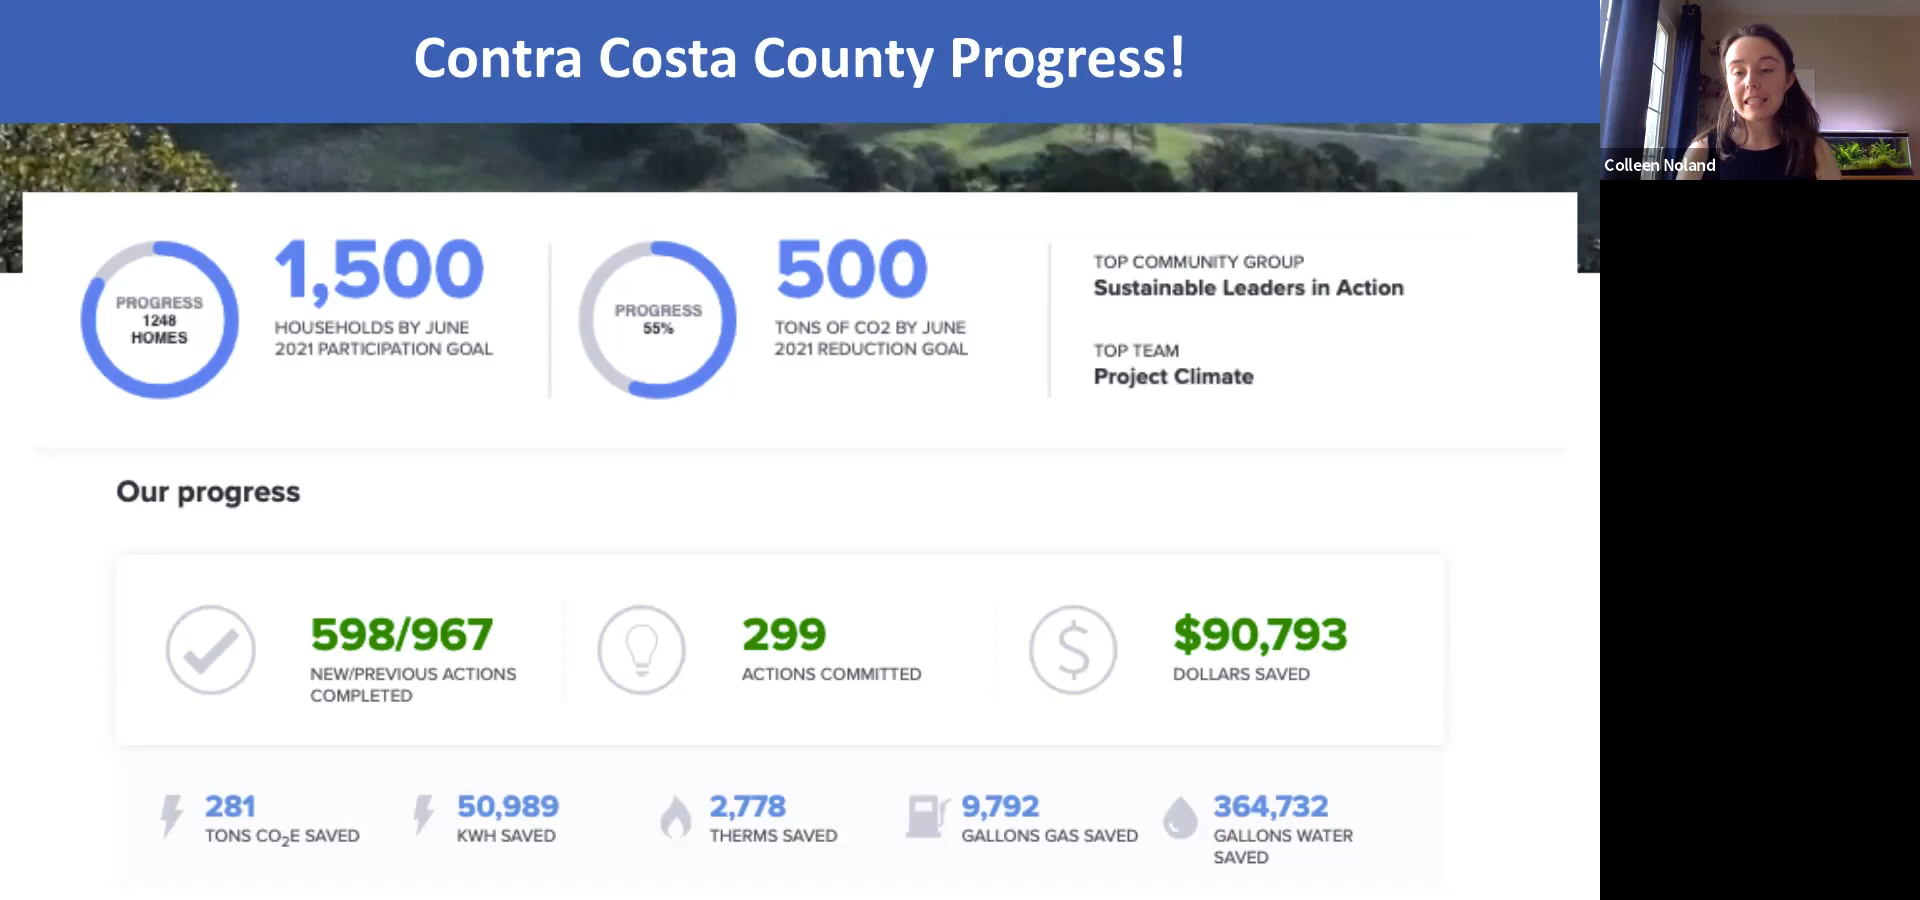 Contra Costa County Progress!
Colleen Noland
PROGRESS
1248
HOMES
1,500
HOUSEHOLDS BY JUNE
2021 PARTICIPATION GOAL
PROGRESS
55%
500
TONS OF CO2 BY JUNE
2021 REDUCTION GOAL
TOP COMMUNITY GROUP
Sustainable Leaders in Action
TOP TEAM
Project Climate
Our progress
598/967
NEW/PREVIOUS ACTIONS
COMPLETED
299
ACTIONS COMMITTED
$90,793
DOLLARS SAVED
281
TONS CO₂E SAVED
50,989
KWH SAVED
2,778
THERMS SAVED
9,792
GALLONS GAS SAVED
364,732
GALLONS WATER
SAVED